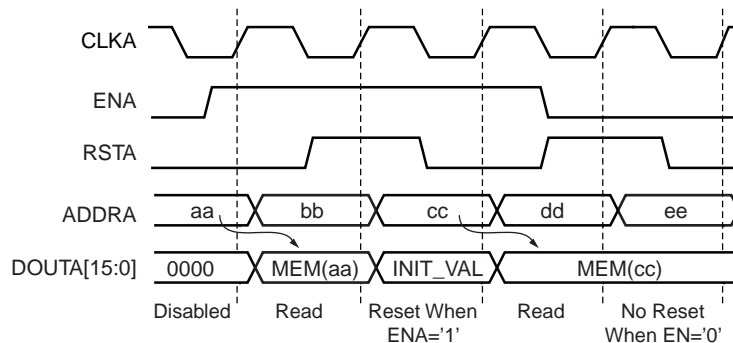 CLKA
ENA
RSTA
ADDRA aa bb cc dd ee
DOUTA[15:0] 0000 MEM(aa) INIT_VAL MEM(cc)
Disabled Read Reset When Read No Reset
ENA='1' When EN='0'